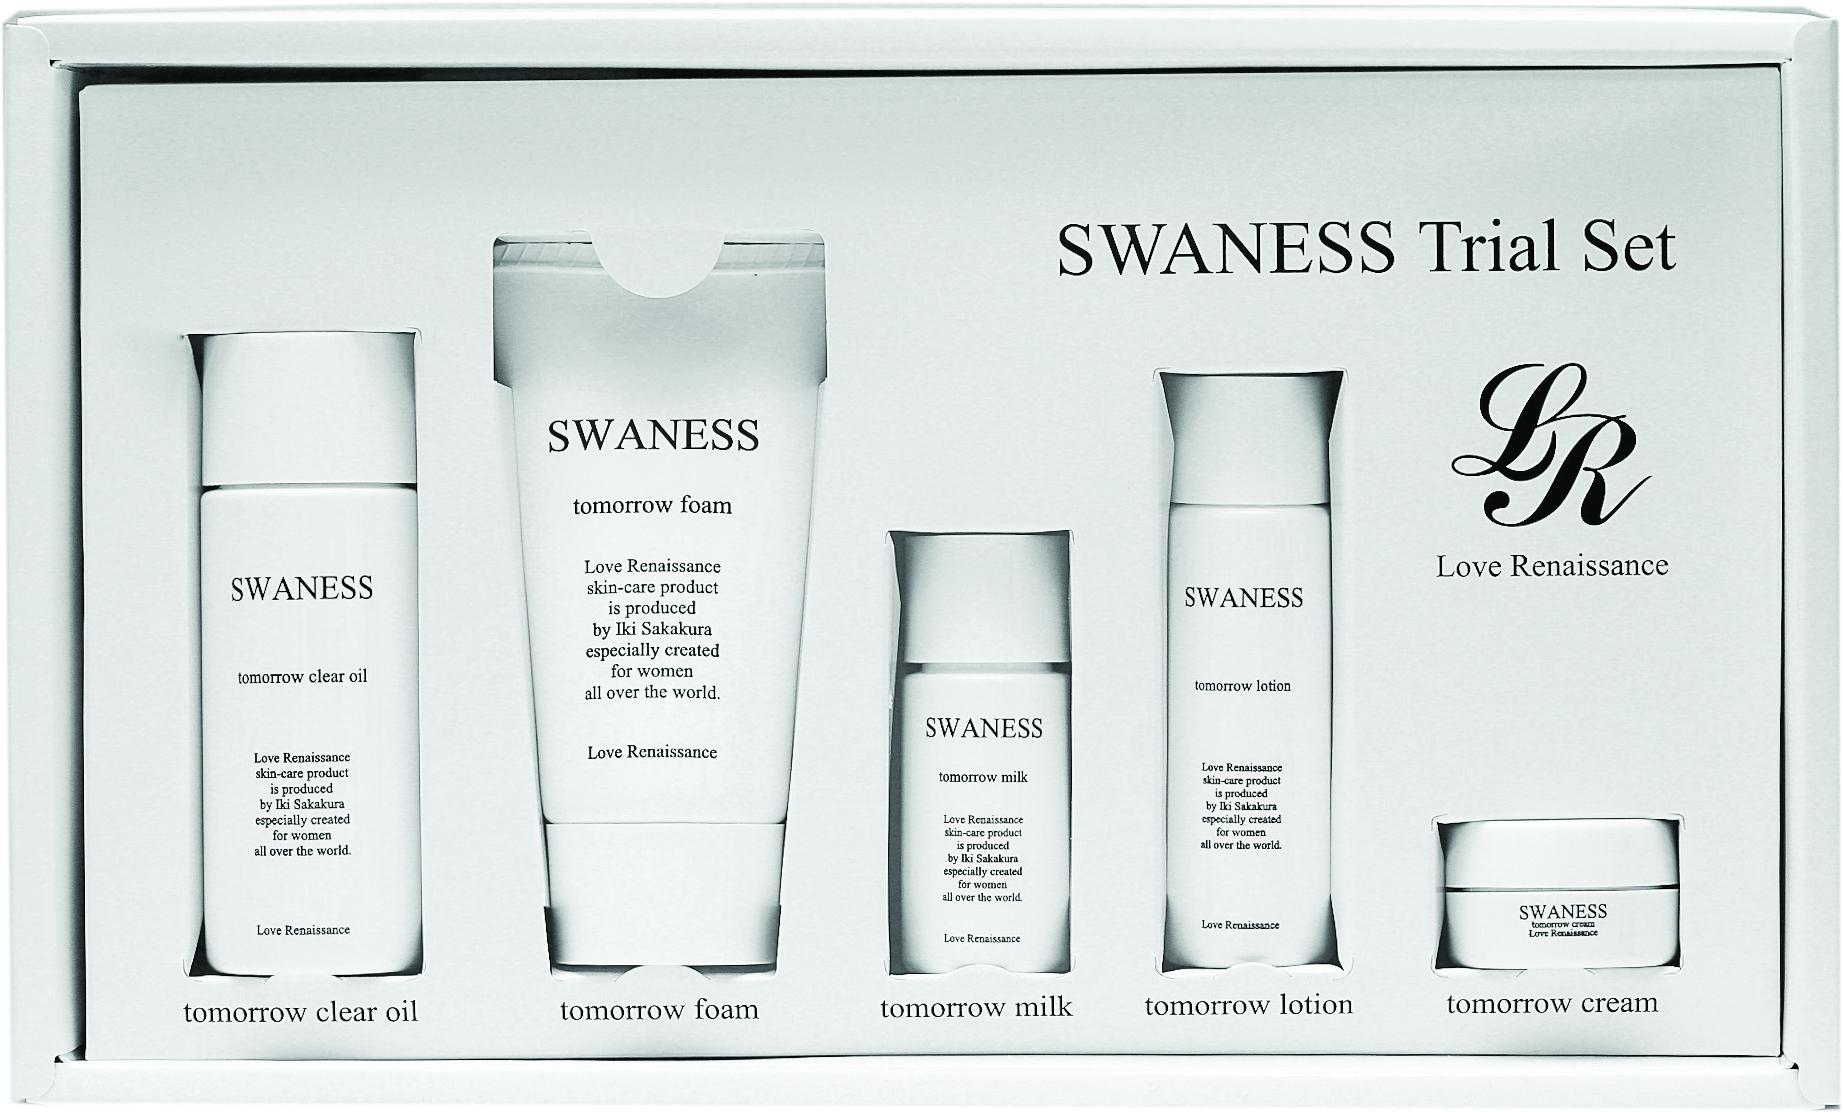 SWANESS Trial Set
LR
Love Renaissance
SWANESS
tomorrow clear oil
Love Renaissance
skin-care product
is produced
by Iki Sakakura
especially created
for women
all over the world.
Love Renaissance
tomorrow clear oil
SWANESS
tomorrow foam
Love Renaissance
skin-care product
is produced
by Iki Sakakura
especially created
for women
all over the world.
Love Renaissance
tomorrow foam
SWANESS
tomorrow milk
Love Renaissance
skin-care product
is produced
by Iki Sakakura
especially created
for women
all over the world.
Love Renaissance
tomorrow milk
SWANESS
tomorrow lotion
Love Renaissance
skin-care product
is produced
by Iki Sakakura
especially created
for women
all over the world.
Love Renaissance
tomorrow lotion
SWANESS
tomorrow cream
Love Renaissance
tomorrow cream